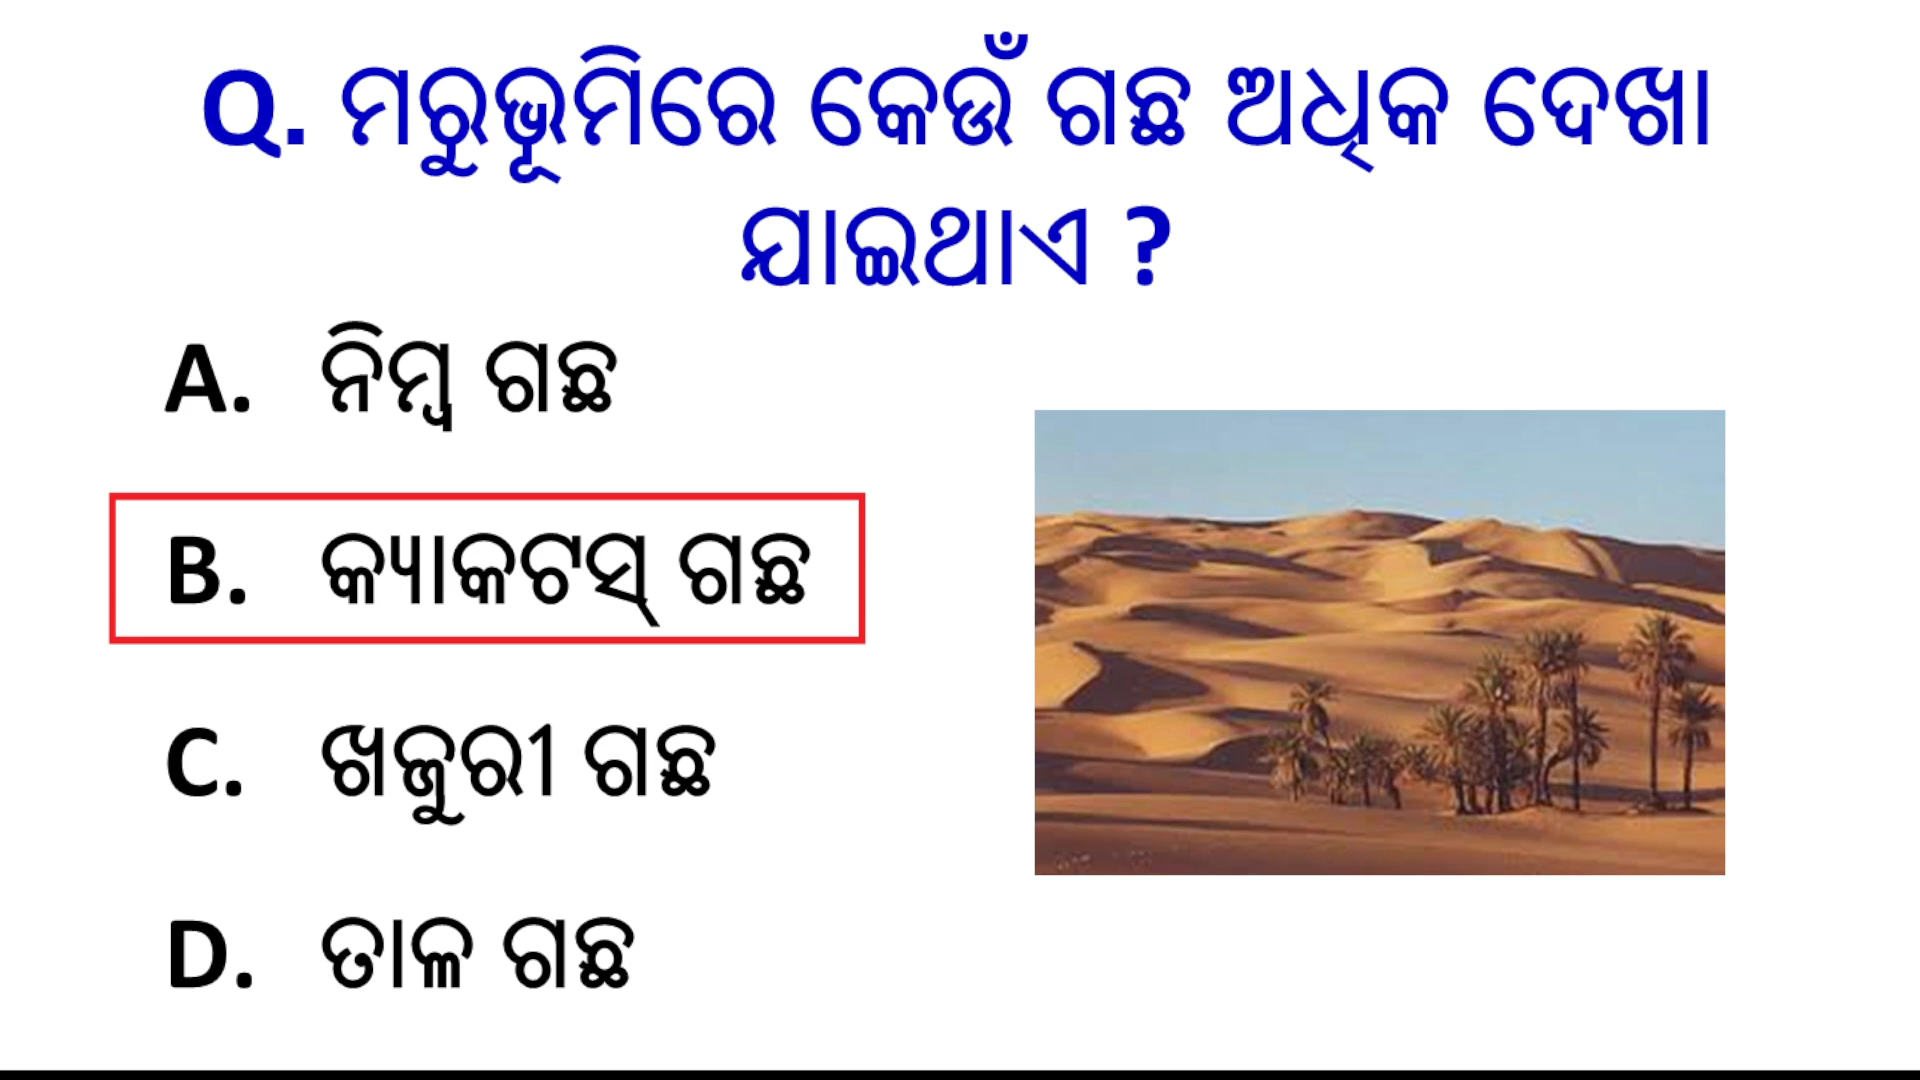 Q. ମରୁଭୂମିରେ କେଉଁ ଗଛ ଅଧିକ ଦେଖା
ଯାଇଥାଏ ?
A. ନିମ୍ବ ଗଛ
B. କ୍ୟାକଟସ୍ ଗଛ
C. ଖଜୁରୀ ଗଛ
D. ତାଳ ଗଛ